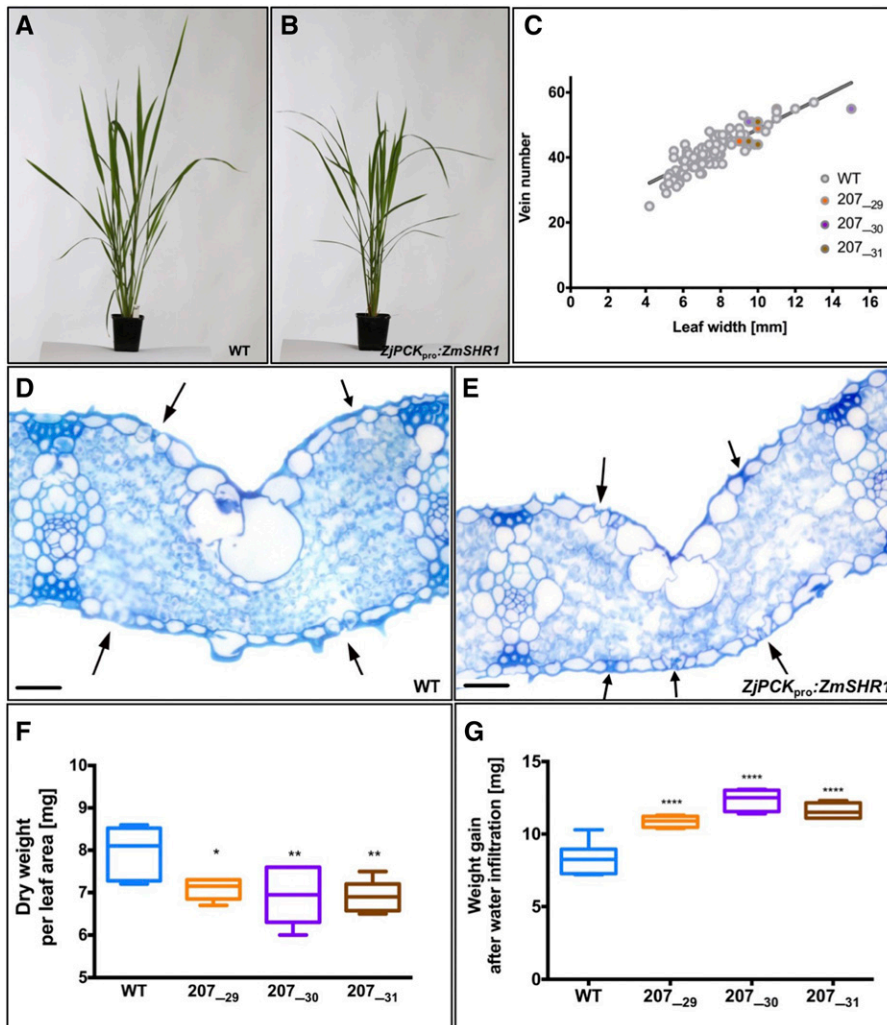 A
WT
B
ZjPCKpro:ZmSHR1
C
Vein number
60
40
20
0
0 2 4 6 8 10 12 14 16
Leaf width [mm]
WT
207_29
207_30
207_31
D
WT
E
ZjPCKpro:ZmSHR1
F
Dry weight
per leaf area [mg]
10
9
8
7
6
5
*
**
**
WT 207_29 207_30 207_31
G
Weight gain
after water infiltration [mg]
15
10
5
0
****
****
****
WT 207_29 207_30 207_31